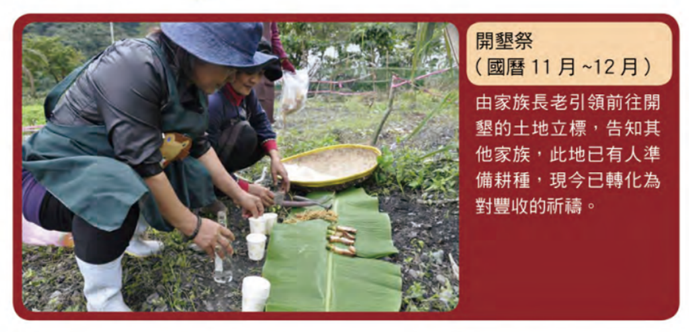 開墾祭
（國曆 11 月 ~12 月）
由家族長老引領前往開
墾的土地立標，告知其
他家族，此地已有人準
備耕種，現今已轉化為
對豐收的祈禱。